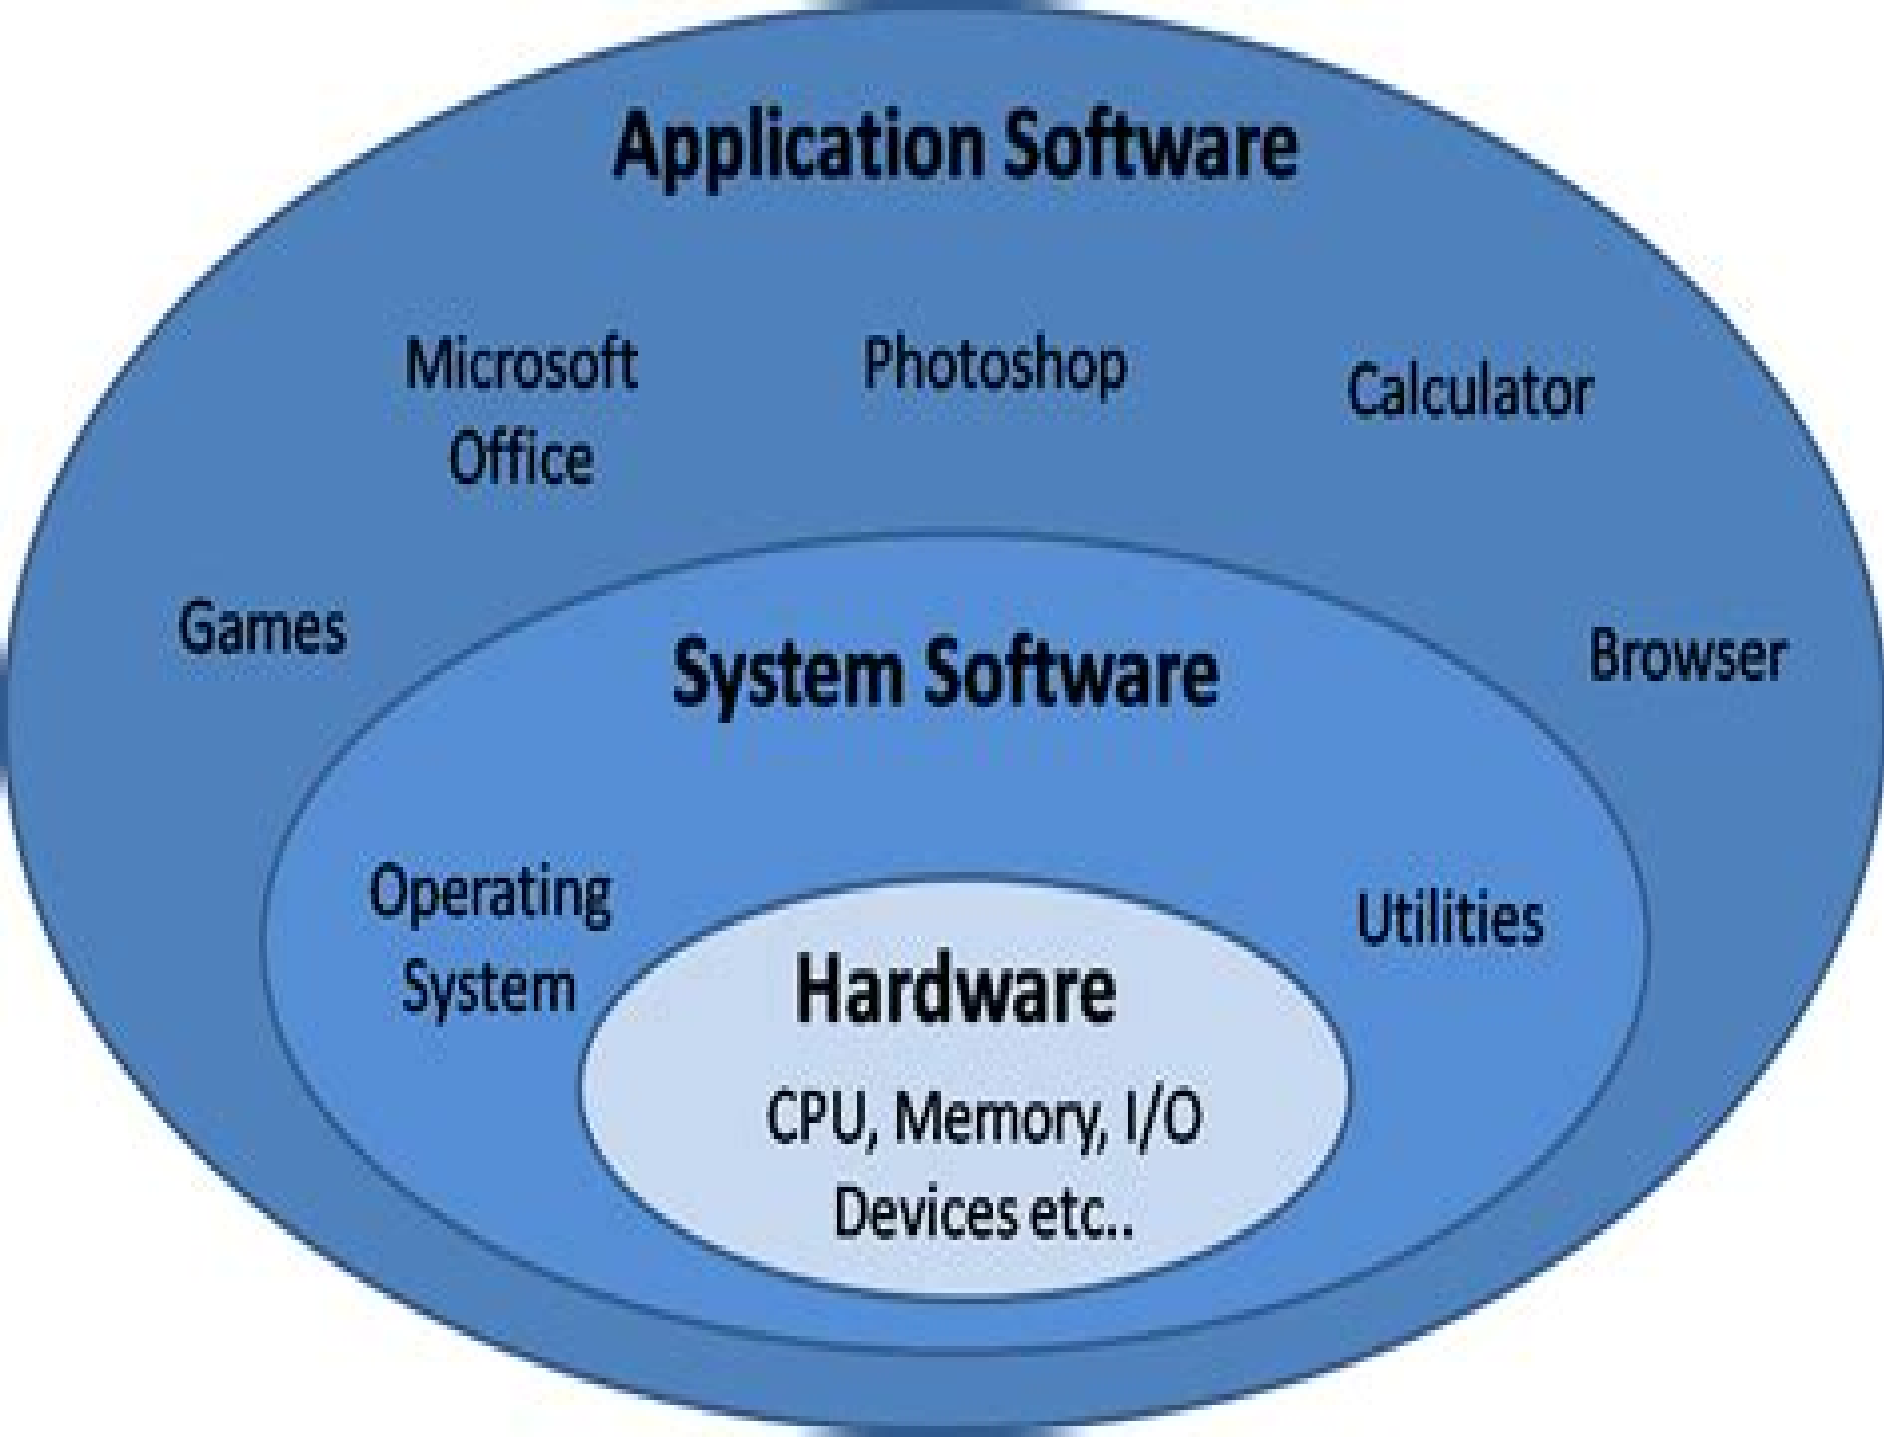 Application Software
Microsoft
Office
Photoshop
Calculator
Games
Browser
System Software
Operating
System
Utilities
Hardware
CPU, Memory, I/O
Devices etc..